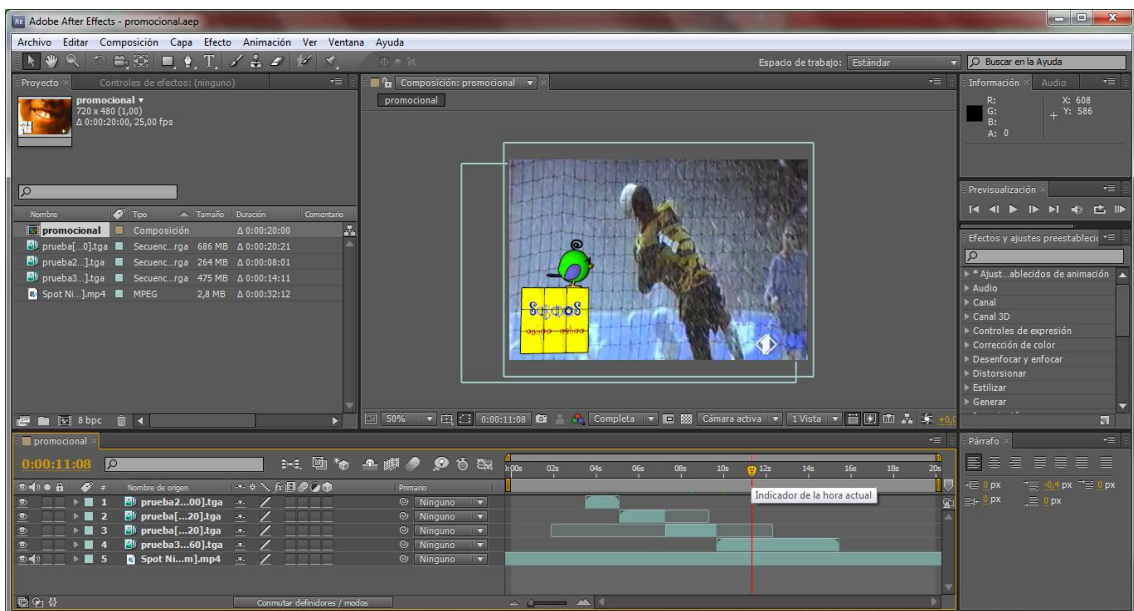 Adobe After Effects - promocional.aep
Archivo Editar Composición Capa Efecto Animación Ver Ventana Ayuda
Espacio de trabajo: Estándar
Buscar en la Ayuda
Proyecto
Controles de efectos: (ninguno)
promocional
720 x 480 (1,00)
Δ 0:00:20:00, 25,00 fps
Nombre Tipo Tamaño Duración Comentario
promocional Composición Δ 0:00:20:00
prueba[...0].tga Secuenc...rga 686 MB Δ 0:00:20:21
prueba2...].tga Secuenc...rga 264 MB Δ 0:00:08:01
prueba3...].tga Secuenc...rga 475 MB Δ 0:00:14:11
Spot Ni...].mp4 MPEG 2,8 MB Δ 0:00:32:12
8 bpc
Composición: promocional
promocional
50% 0:00:11:08 Completa Cámara activa 1 Vista +0,0
Información Audio
R: X: 608
G: Y: 586
B:
A: 0
Previsualización
Efectos y ajustes preestableci
* Ajust...ablecidos de animación
Audio
Canal
Canal 3D
Controles de expresión
Corrección de color
Desenfocar y enfocar
Distorsionar
Estilizar
Generar
promocional
0:00:11:08
# Nombre de origen fx Primario
1 prueba2...00].tga Ninguno
2 prueba[...20].tga Ninguno
3 prueba[...20].tga Ninguno
4 prueba3...60].tga Ninguno
5 Spot Ni...m].mp4 Ninguno
Conmutar definidores / modos
):00s 02s 04s 06s 08s 10s 12s 14s 16s 18s 20s
Indicador de la hora actual
Párrafo
0 px -0,4 px 0 px
0 px 0 px